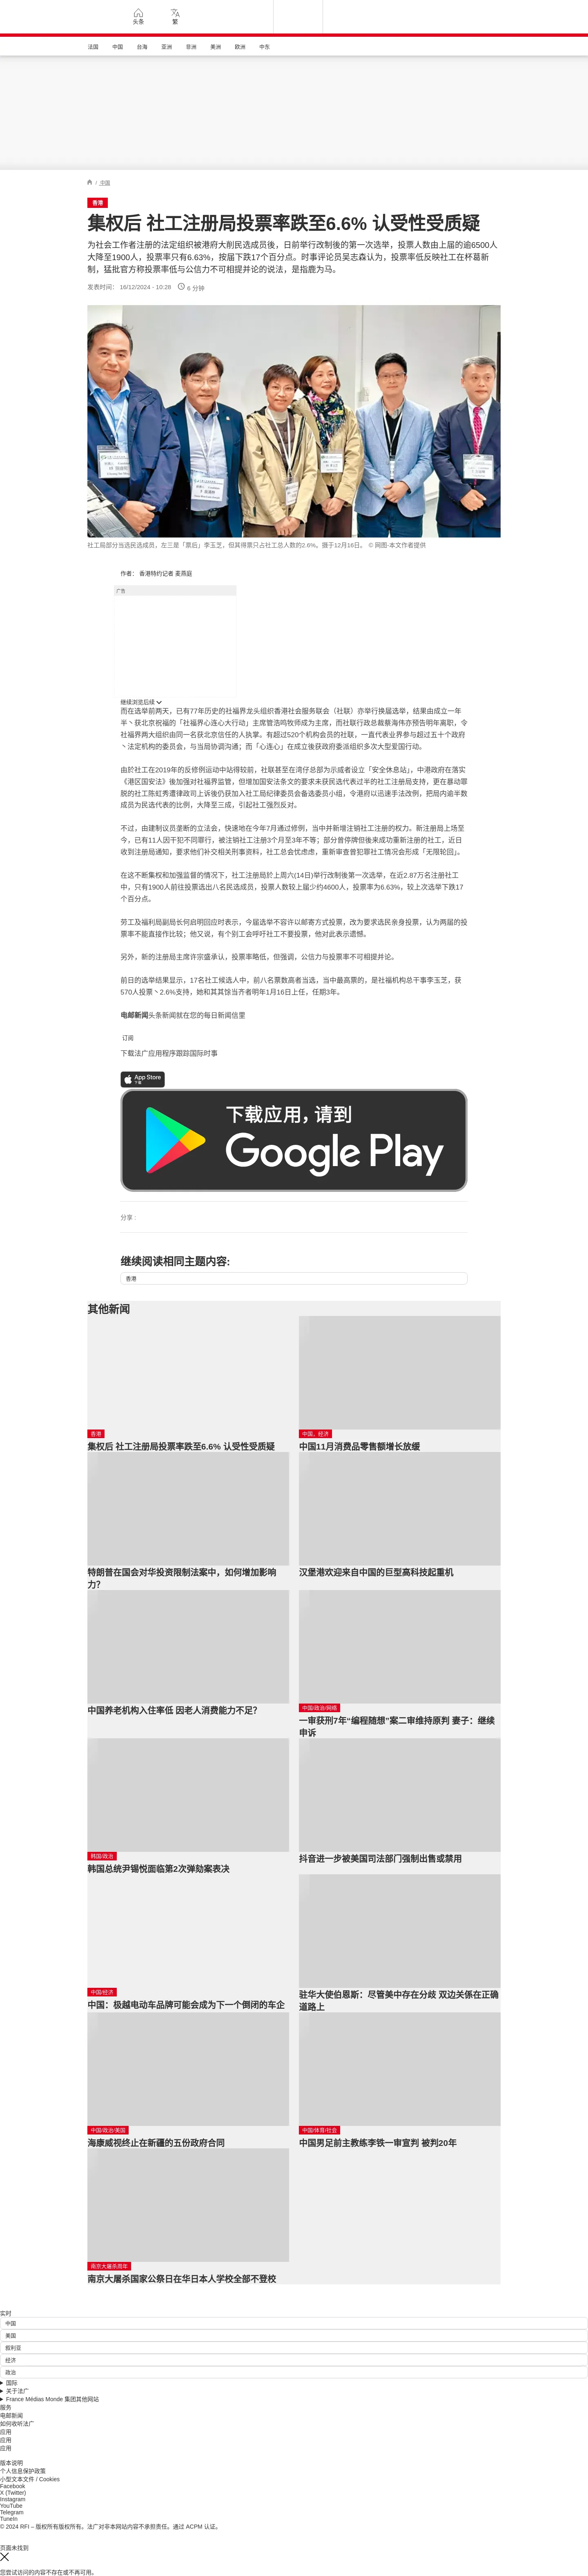 头条
繁
法国
中国
台海
亚洲
非洲
美洲
欧洲
中东
/ 中国
香港
集权后 社工注册局投票率跌至6.6% 认受性受质疑
为社会工作者注册的法定组织被港府大削民选成员後，日前举行改制後的第一次选举，投票人数由上届的逾6500人
大降至1900人，投票率只有6.63%，按届下跌17个百分点。时事评论员吴志森认为，投票率低反映社工在杯葛新
制，猛批官方称投票率低与公信力不可相提并论的说法，是指鹿为马。
发表时间： 16/12/2024 - 10:28
6 分钟
社工局部分当选民选成员，左三是「票后」李玉芝，但其得票只占社工总人数的2.6%。摄于12月16日。 © 网图-本文作者提供
作者： 香港特约记者 麦燕庭
广告
继续浏览后续
而在选举前两天，已有77年历史的社福界龙头组织香港社会服务联会（社联）亦举行换届选举，结果由成立一年
半丶获北京祝福的「社福界心连心大行动」主席管浩鸣牧师成为主席，而社联行政总裁蔡海伟亦预告明年离职，令
社福界两大组织由同一名获北京信任的人执掌。有超过520个机构会员的社联，一直代表业界参与超过五十个政府
丶法定机构的委员会，与当局协调沟通；而「心连心」在成立後获政府委派组织多次大型爱国行动。
由於社工在2019年的反修例运动中站得较前，社联甚至在湾仔总部为示威者设立「安全休息站」，中港政府在落实
《港区国安法》後加强对社福界监管，但增加国安法条文的要求未获民选代表过半的社工注册局支持，更在暴动罪
脱罪的社工陈虹秀遭律政司上诉後仍获加入社工局纪律委员会备选委员小组，令港府以迅速手法改例，把局内逾半数
成员为民选代表的比例，大降至三成，引起社工强烈反对。
不过，由建制议员垄断的立法会，快速地在今年7月通过修例，当中并新增注销社工注册的权力。新注册局上场至
今，已有11人因干犯不同罪行，被注销社工注册3个月至3年不等；部分曾停牌但後来成功重新注册的社工，近日
收到注册局通知，要求他们补交相关刑事资料，社工总会忧虑虑，重新审查曾犯罪社工情况会形成「无限轮回」。
在这不断集权和加强监督的情况下，社工注册局於上周六(14日)举行改制後第一次选举，在近2.87万名注册社工
中，只有1900人前往投票选出八名民选成员，投票人数较上届少约4600人，投票率为6.63%，较上次选举下跌17
个百分点。
劳工及福利局副局长何启明回应时表示，今届选举不容许以邮寄方式投票，改为要求选民亲身投票，认为两届的投
票率不能直接作比较；他又说，有个别工会呼吁社工不要投票，他对此表示遗憾。
另外，新的注册局主席许宗盛承认，投票率略低，但强调，公信力与投票率不可相提并论。
前日的选举结果显示，17名社工候选人中，前八名票数高者当选，当中最高票的，是社福机构总干事李玉芝，获
570人投票丶2.6%支持，她和其其馀当齐者明年1月16日上任，任期3年。
电邮新闻头条新闻就在您的每日新闻信里
订阅
下载法广应用程序跟踪国际时事
App Store
下载
下载应用，请到
Google Play
分享 :
继续阅读相同主题内容:
香港
其他新闻
香港
集权后 社工注册局投票率跌至6.6% 认受性受质疑
中国，经济
中国11月消费品零售额增长放缓
特朗普在国会对华投资限制法案中，如何增加影响
力？
汉堡港欢迎来自中国的巨型高科技起重机
中国养老机构入住率低 因老人消费能力不足？
中国/政治/网络
一审获刑7年“编程随想”案二审维持原判 妻子：继续
申诉
韩国/政治
韩国总统尹锡悦面临第2次弹劾案表决
抖音进一步被美国司法部门强制出售或禁用
中国/经济
中国：极越电动车品牌可能会成为下一个倒闭的车企
驻华大使伯恩斯：尽管美中存在分歧 双边关係在正确
道路上
中国/政治/美国
海康威视终止在新疆的五份政府合同
中国/体育/社会
中国男足前主教练李铁一审宣判 被判20年
南京大屠杀周年
南京大屠杀国家公祭日在华日本人学校全部不登校
实时
中国
美国
叙利亚
经济
政治
国际
关于法广
France Médias Monde 集团其他网站
服务
电邮新闻
如何收听法广
应用
应用
应用
版本说明
个人信息保护政策
小型文本文件 / Cookies
Facebook
X (Twitter)
Instagram
YouTube
Telegram
TuneIn
© 2024 RFI – 版权所有版权所有。法广对非本网站内容不承担责任。通过 ACPM 认证。
页面未找到
您尝试访问的内容不存在或不再可用。